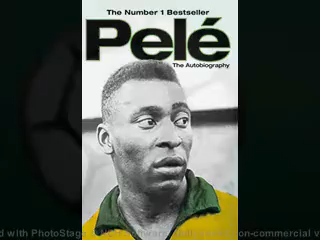 The Number 1 Bestseller
Pelé
The Autobiography
d with PhotoStage
on-commercial v